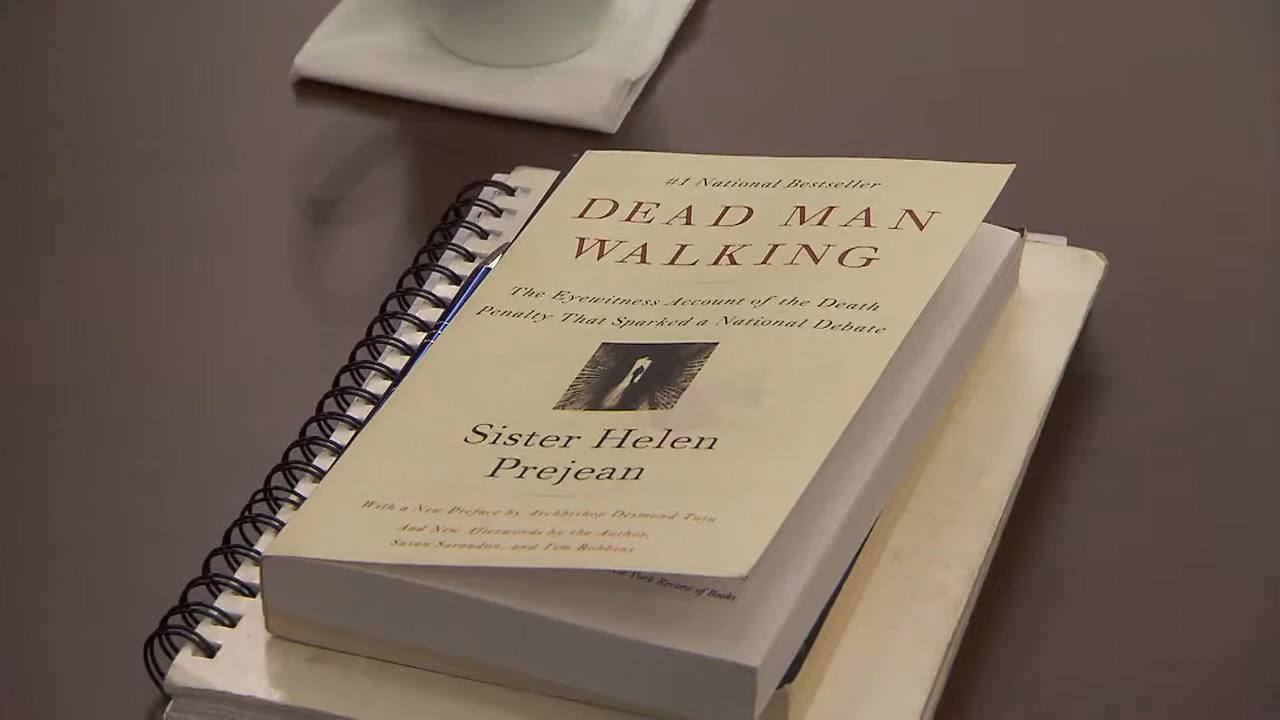 #1 National Bestseller
DEAD MAN
WALKING
The Eyewitness Account of the Death
Penalty That Sparked a National Debate
Sister Helen
Prejean
With a New Preface by Archbishop Desmond Tutu
And New Afterwords by the Author,
Susan Sarandon, and Tim Robbins
York Review of Books